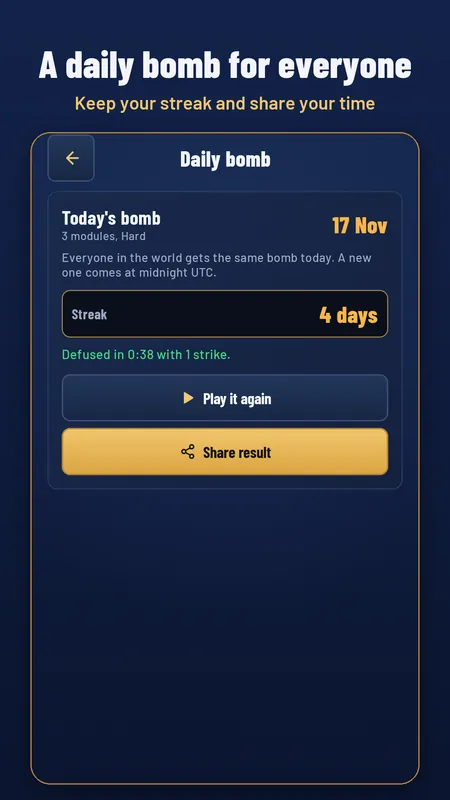 A daily bomb for everyone
Keep your streak and share your time
Daily bomb
Today's bomb
17 Nov
3 modules, Hard
Everyone in the world gets the same bomb today. A new
one comes at midnight UTC.
Streak
4 days
Defused in 0:38 with 1 strike.
Play it again
Share result